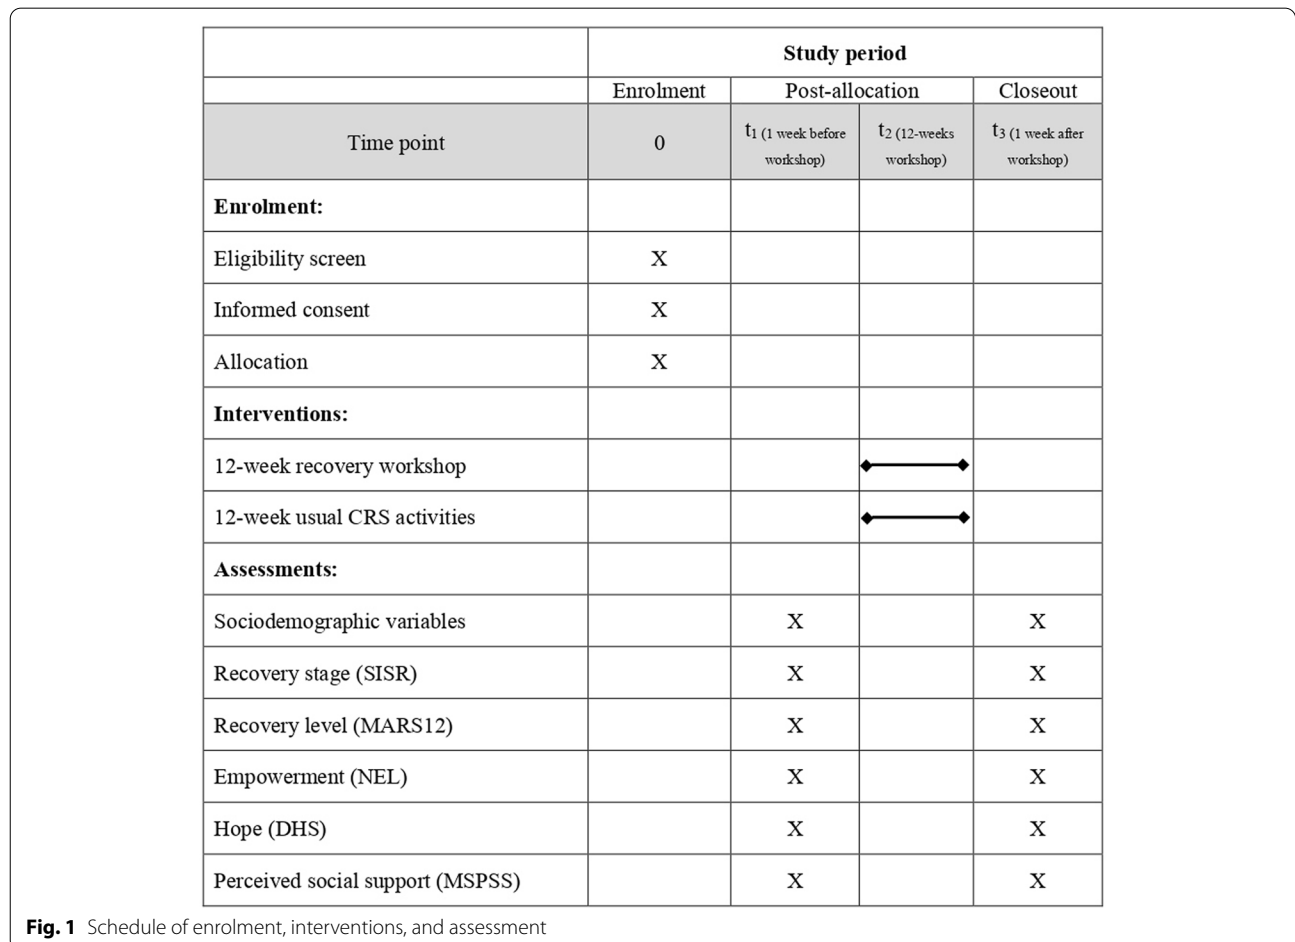 Study period
Enrolment Post-allocation Closeout
Time point 0 t1 (1 week before workshop) t2 (12-weeks workshop) t3 (1 week after workshop)
Enrolment:
Eligibility screen X
Informed consent X
Allocation X
Interventions:
12-week recovery workshop
12-week usual CRS activities
Assessments:
Sociodemographic variables X X
Recovery stage (SISR) X X
Recovery level (MARS12) X X
Empowerment (NEL) X X
Hope (DHS) X X
Perceived social support (MSPSS) X X
Fig. 1 Schedule of enrolment, interventions, and assessment